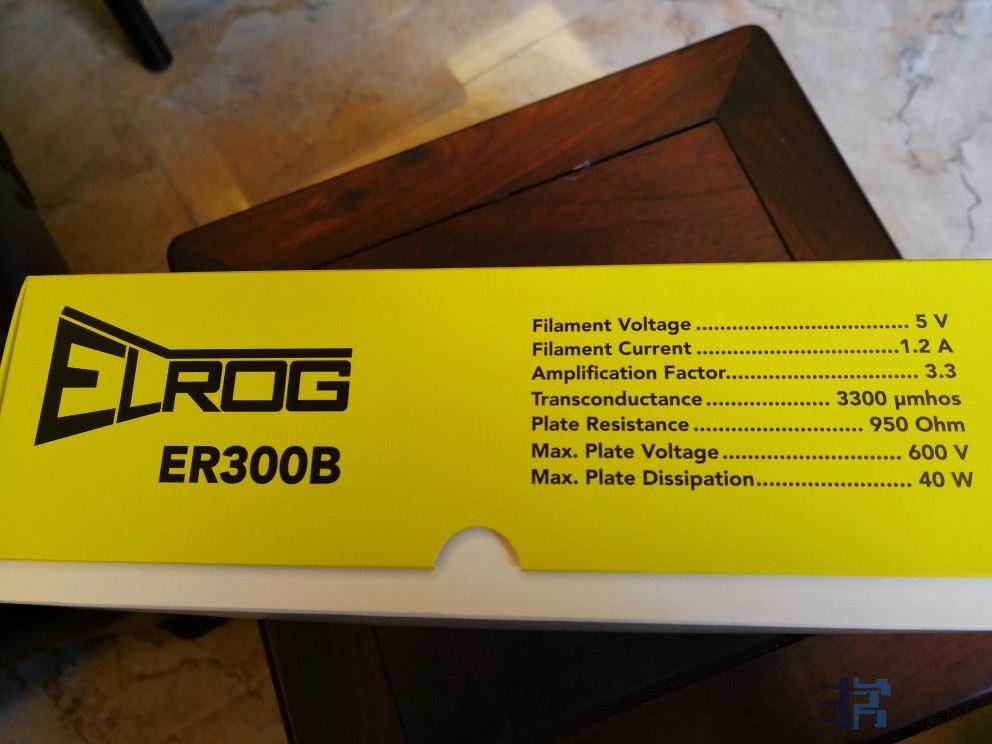 ELROG
ER300B
Filament Voltage .................................... 5 V
Filament Current ..................................1.2 A
Amplification Factor................................ 3.3
Transconductance ..................... 3300 µmhos
Plate Resistance ............................. 950 Ohm
Max. Plate Voltage .............................. 600 V
Max. Plate Dissipation.......................... 40 W